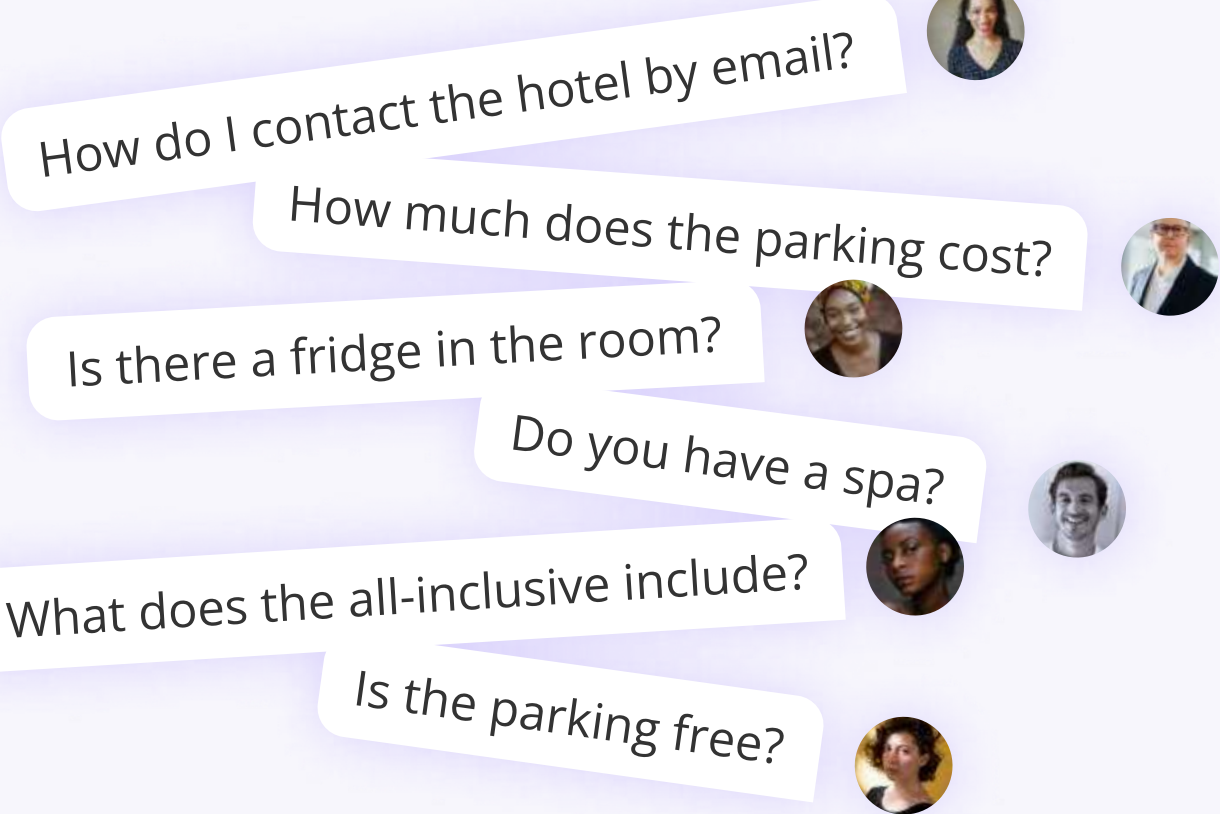 How do I contact the hotel by email?
How much does the parking cost?
Is there a fridge in the room?
Do you have a spa?
What does the all-inclusive include?
Is the parking free?